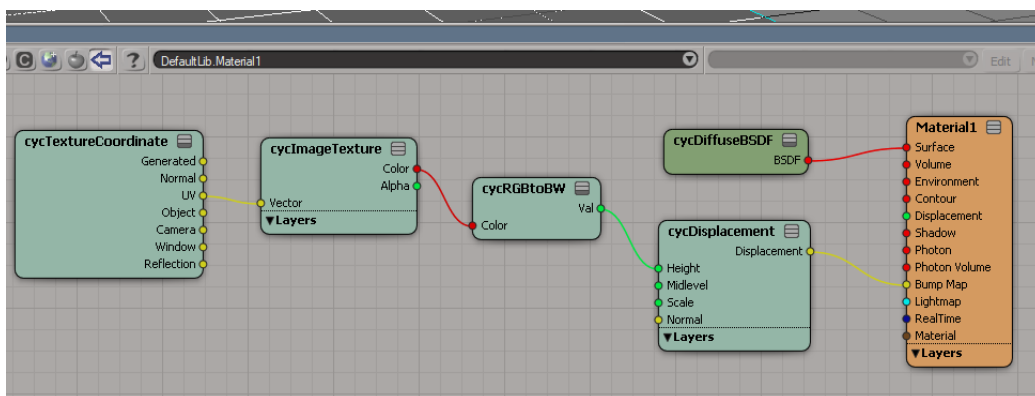 C ? DefaultLib.Material1 Edit
cycTextureCoordinate
Generated
Normal
UV
Object
Camera
Window
Reflection
cycImageTexture
Color
Alpha
Vector
▼Layers
cycRGBtoBW
Val
Color
cycDiffuseBSDF
BSDF
cycDisplacement
Displacement
Height
Midlevel
Scale
Normal
▼Layers
Material1
Surface
Volume
Environment
Contour
Displacement
Shadow
Photon
Photon Volume
Bump Map
Lightmap
RealTime
Material
▼Layers